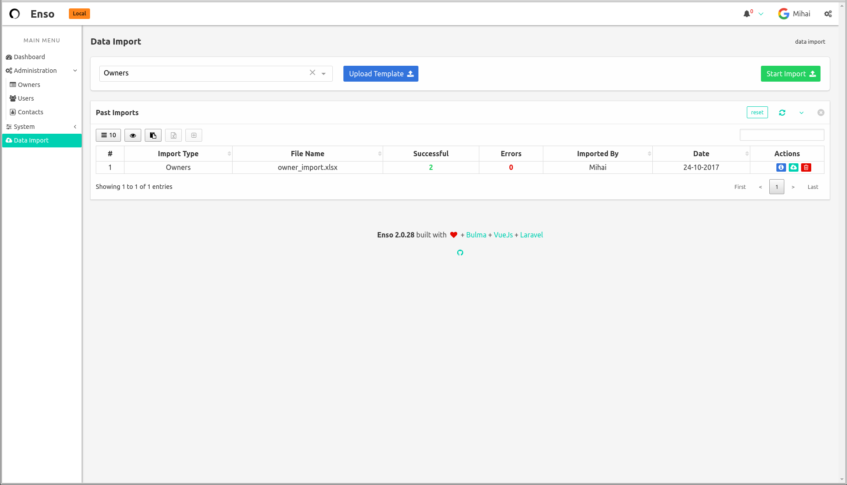 Enso Local 0 Mihai
MAIN MENU
Dashboard
Administration
Owners
Users
Contacts
System
Data Import
Data Import data import
Owners Upload Template Start Import
Past Imports reset
10
# Import Type File Name Successful Errors Imported By Date Actions
1 Owners owner_import.xlsx 2 0 Mihai 24-10-2017
Showing 1 to 1 of 1 entries First « 1 » Last
Enso 2.0.28 built with + Bulma + VueJs + Laravel